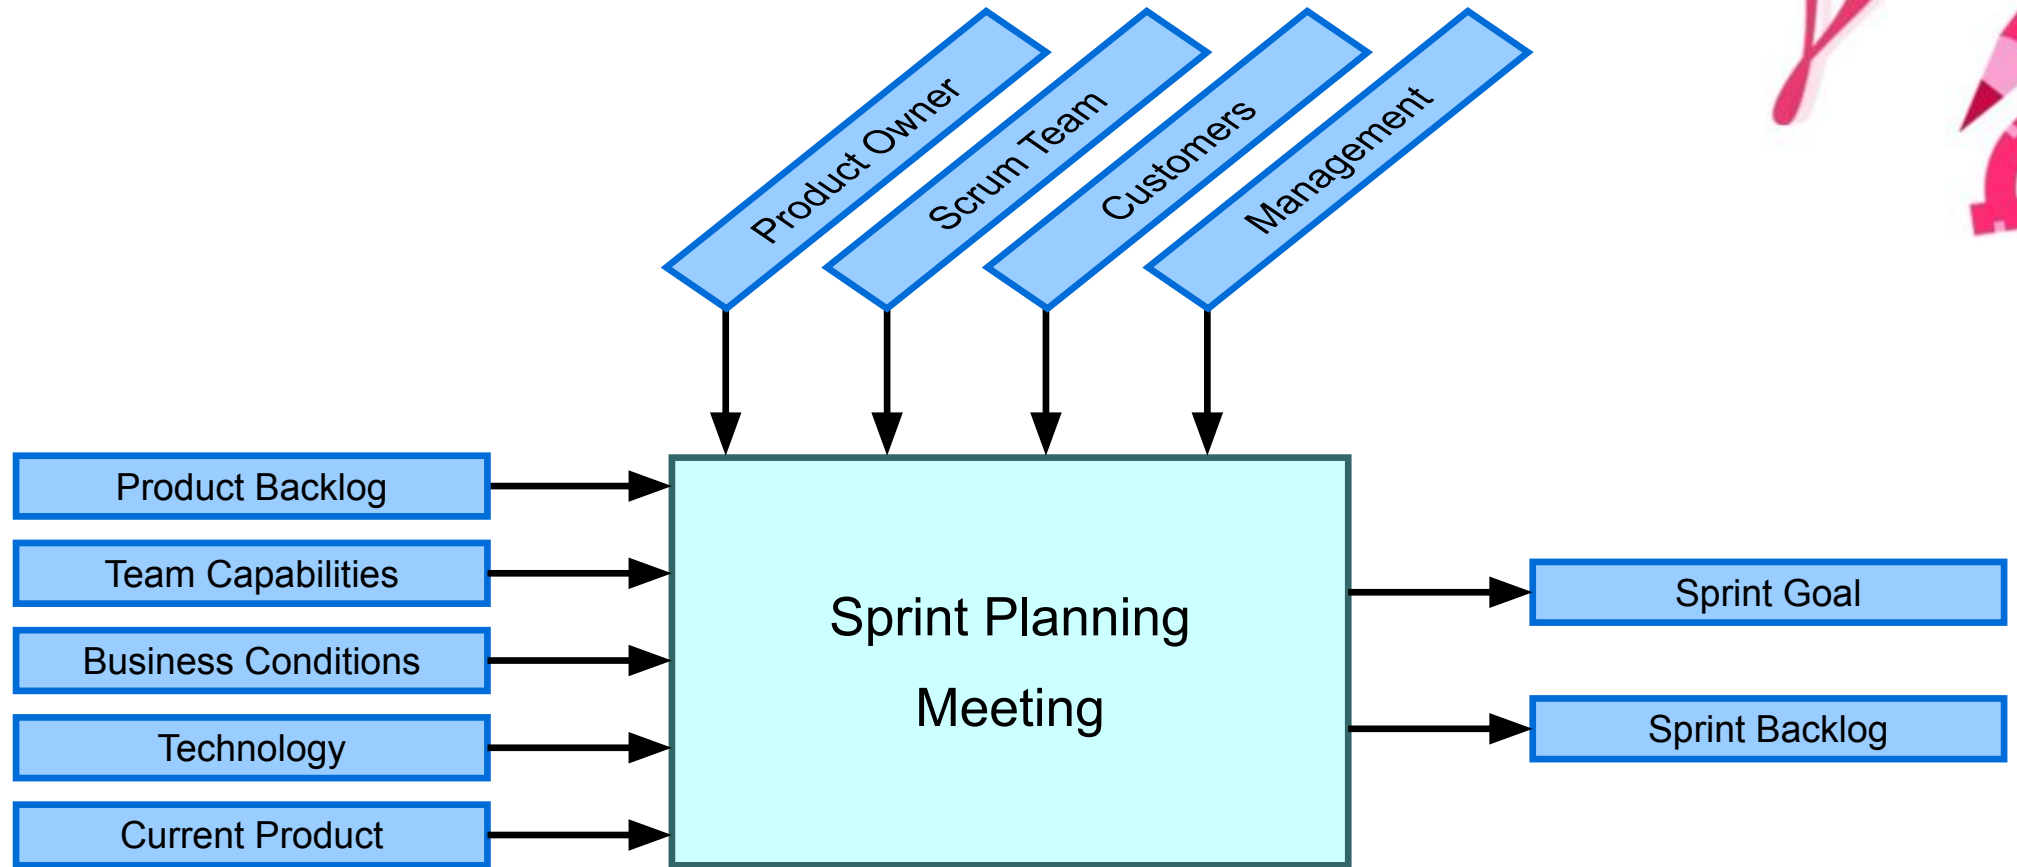 Product Owner
Scrum Team
Customers
Management
Product Backlog
Team Capabilities
Business Conditions
Technology
Current Product
Sprint Planning
Meeting
Sprint Goal
Sprint Backlog